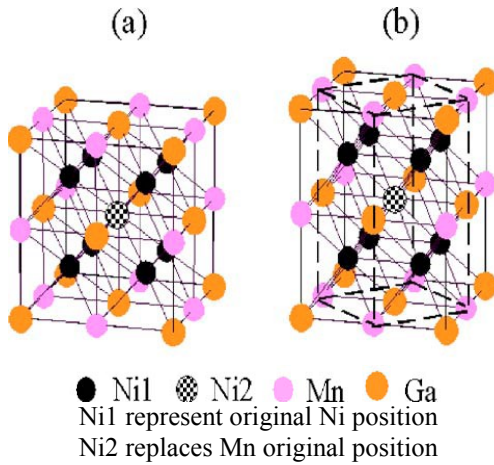 (a) (b)
Ni1 Ni2 Mn Ga
Ni1 represent original Ni position
Ni2 replaces Mn original position